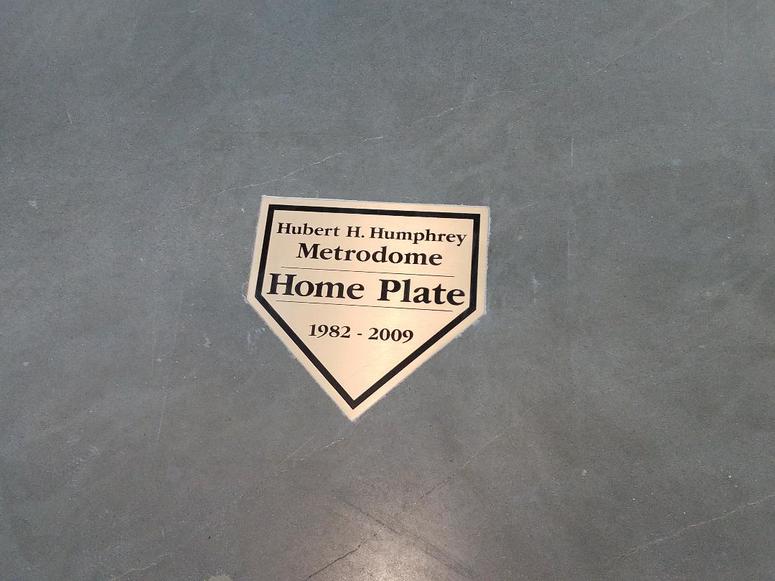 Hubert H. Humphrey
Metrodome
Home Plate
1982 - 2009